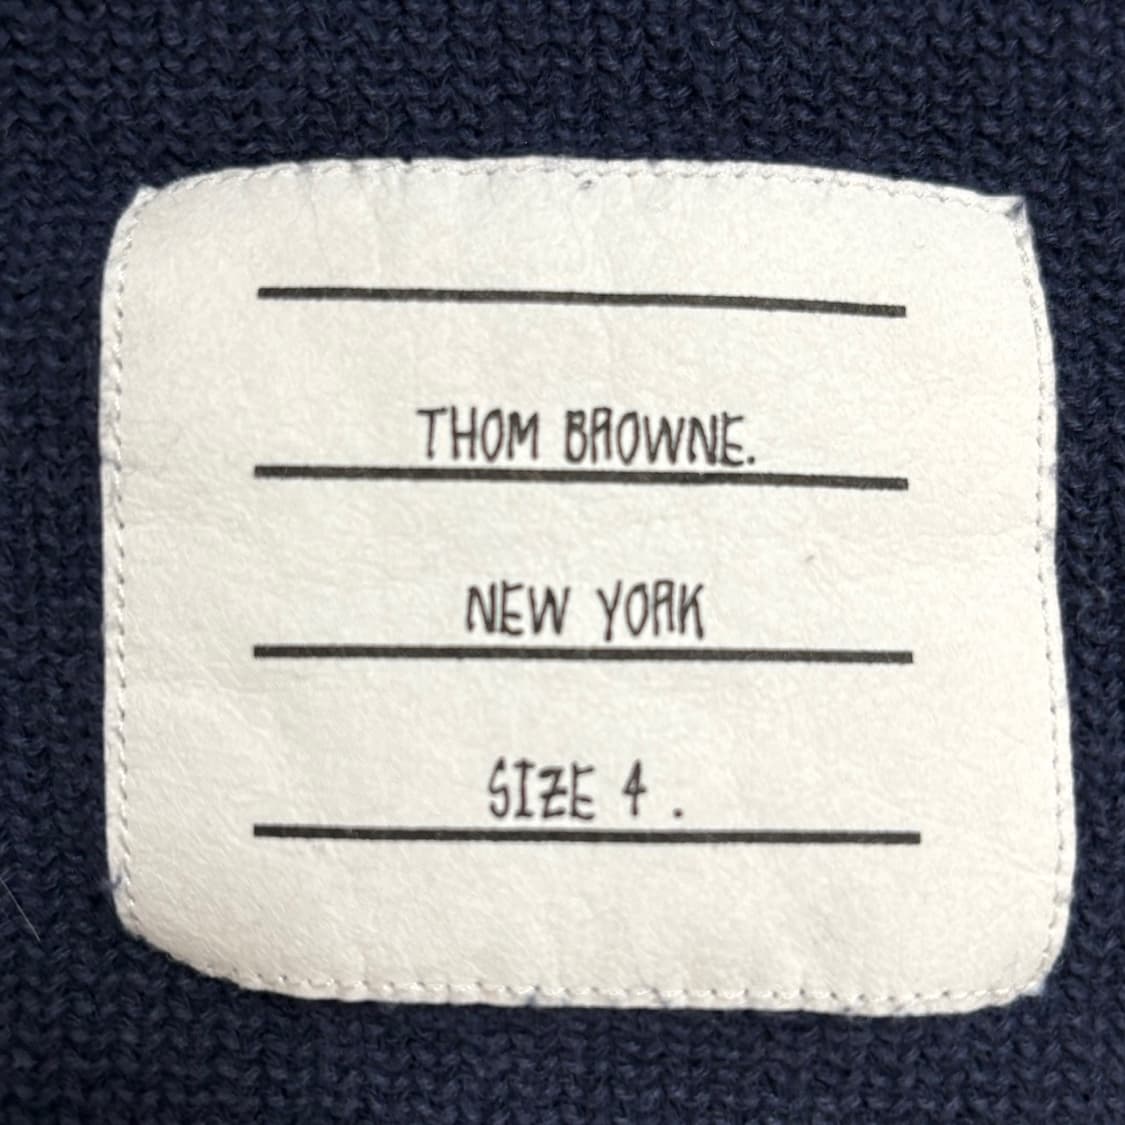 THOM BROWNE.
NEW YORK
SIZE 4 .